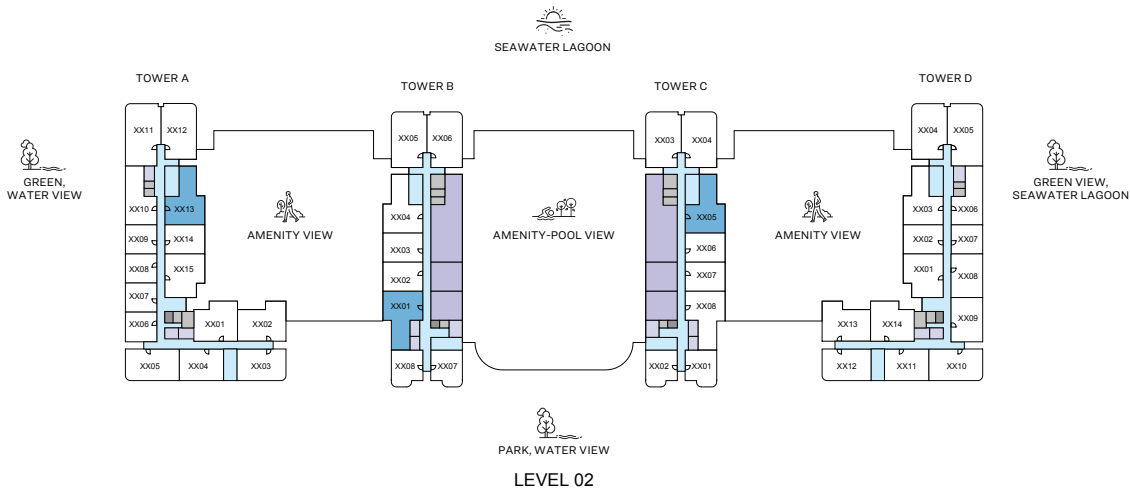 SEAWATER LAGOON
TOWER A
TOWER B
TOWER C
TOWER D
XX11
XX12
XX10
XX13
XX09
XX14
XX08
XX15
XX07
XX06
XX01
XX02
XX05
XX04
XX03
XX05
XX06
XX04
XX03
XX02
XX01
XX08
XX07
XX03
XX04
XX05
XX06
XX07
XX08
XX02
XX01
XX04
XX05
XX03
XX06
XX02
XX07
XX01
XX08
XX09
XX13
XX14
XX12
XX11
XX10
GREEN,
WATER VIEW
AMENITY VIEW
AMENITY-POOL VIEW
AMENITY VIEW
GREEN VIEW,
SEAWATER LAGOON
PARK, WATER VIEW
LEVEL 02